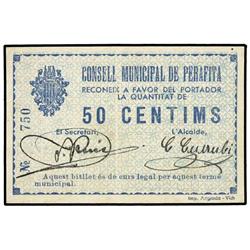 CONSELL MUNICIPAL DE PERAFITA
RECONEIX A FAVOR DEL PORTADOR
LA QUANTITAT DE
50 CENTIMS
El Secretari,
L'Alcalde,
Nº 750
Aquest bitllet és de curs legal per aquest terme
municipal.
Imp. Anglada - Vich